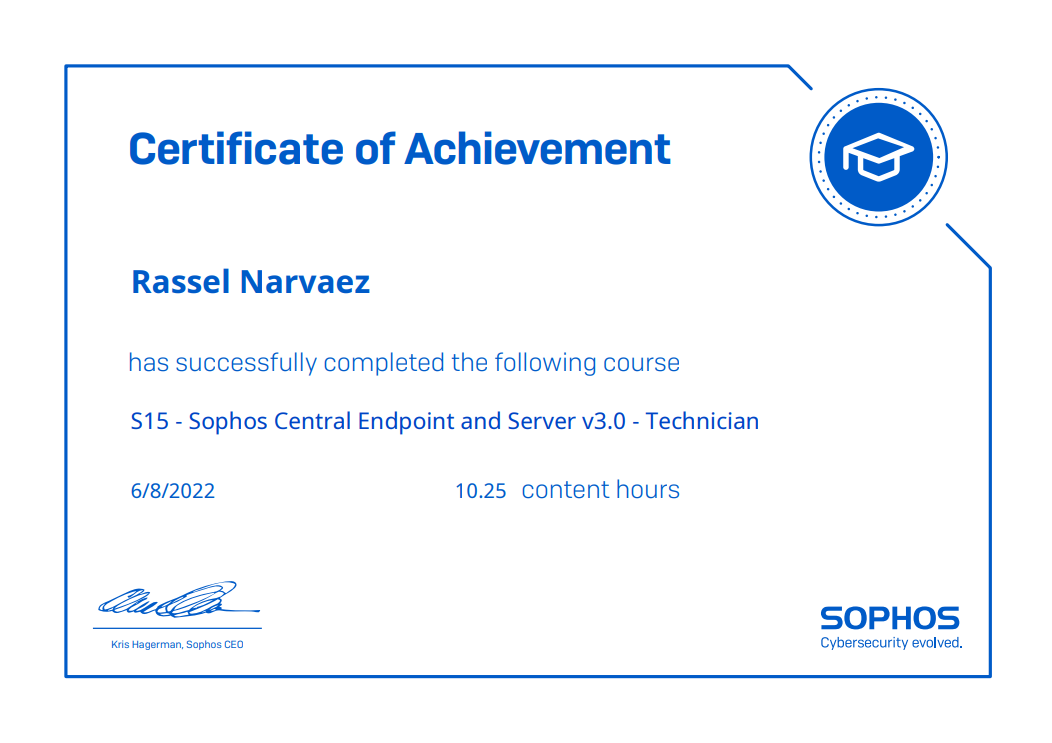 Certificate of Achievement
Rassel Narvaez
has successfully completed the following course
S15 - Sophos Central Endpoint and Server v3.0 - Technician
6/8/2022 10.25 content hours
Kris Hagerman, Sophos CEO
SOPHOS
Cybersecurity evolved.